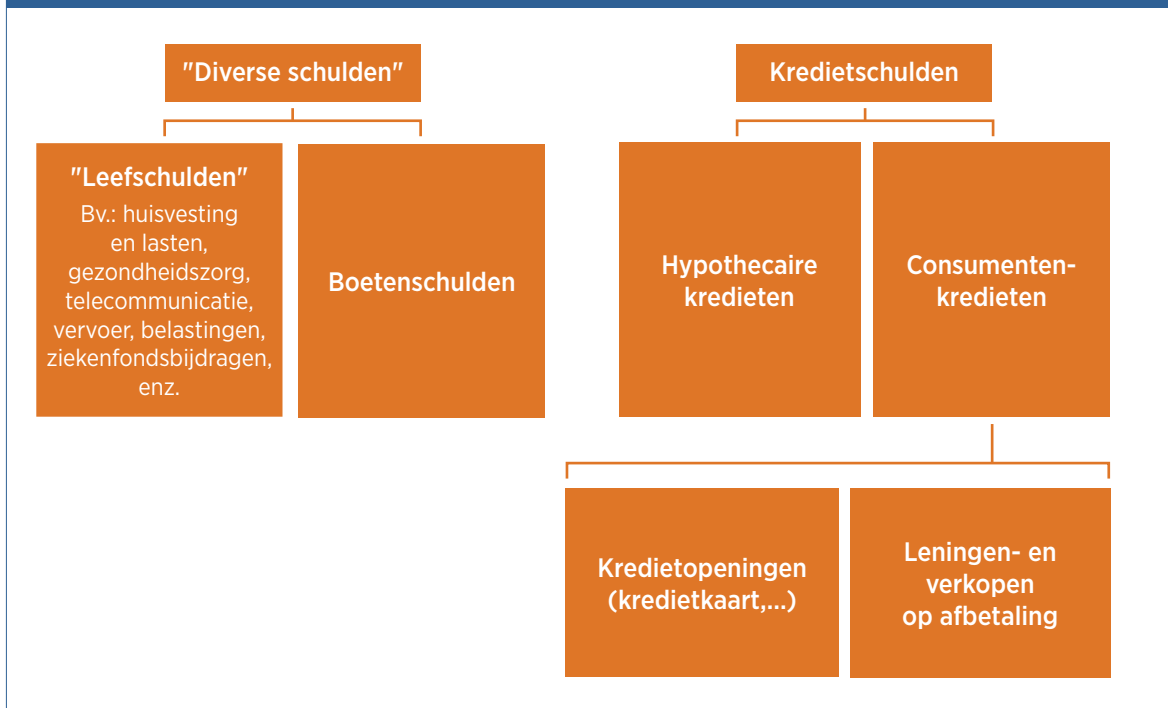 "Diverse schulden"
Kredietschulden
"Leefschulden"
Bv.: huisvesting
en lasten,
gezondheidszorg,
telecommunicatie,
vervoer, belastingen,
ziekenfondsbijdragen,
enz.
Boetenschulden
Hypothecaire
kredieten
Consumenten-
kredieten
Kredietopeningen
(kredietkaart,...)
Leningen- en
verkopen
op afbetaling